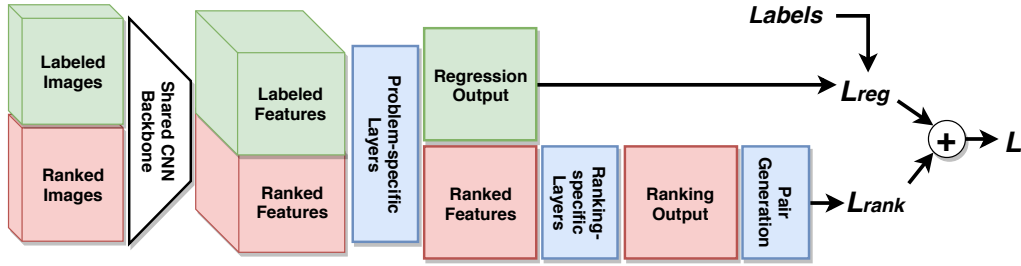 Labeled
Images
Ranked
Images
Shared CNN
Backbone
Labeled
Features
Ranked
Features
Problem-specific
Layers
Regression
Output
Ranked
Features
Ranking-
specific
Layers
Ranking
Output
Pair
Generation
Labels
Lreg
Lrank
+
L